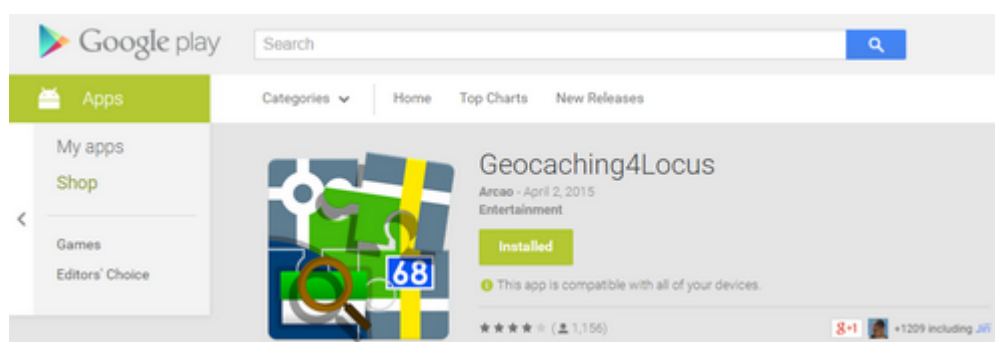 Google play
Search
Apps
Categories Home Top Charts New Releases
My apps
Shop
Games
Editors' Choice
Geocaching4Locus
Arcao - April 2, 2015
Entertainment
Installed
This app is compatible with all of your devices.
68
(1,156)
g+1 +1209 including Jiří